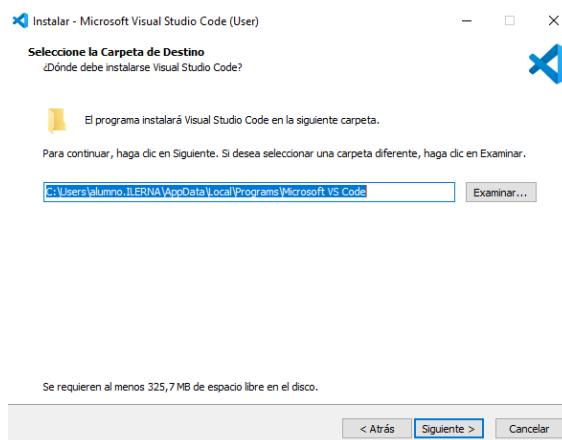 Instalar - Microsoft Visual Studio Code (User)
Seleccione la Carpeta de Destino
¿Dónde debe instalarse Visual Studio Code?
El programa instalará Visual Studio Code en la siguiente carpeta.
Para continuar, haga clic en Siguiente. Si desea seleccionar una carpeta diferente, haga clic en Examinar.
C:\Users\alumno.ILERNA\AppData\Local\Programs\Microsoft VS Code
Examinar...
Se requieren al menos 325,7 MB de espacio libre en el disco.
< Atrás
Siguiente >
Cancelar